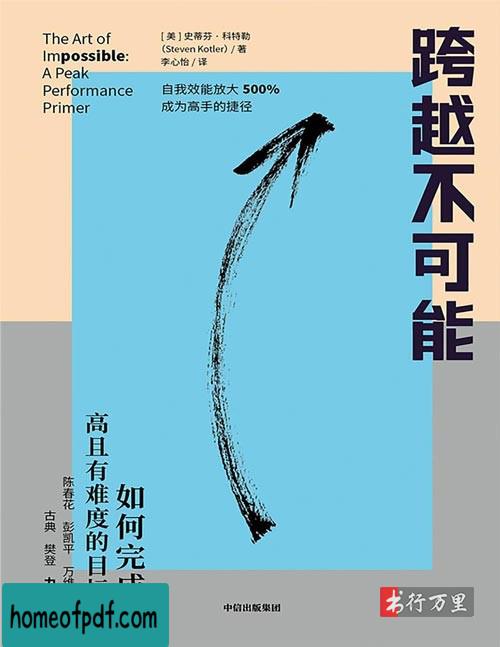 The Art of
Impossible:
A Peak
Performance
Primer
[ 美 ] 史蒂芬·科特勒
(Steven Kotler) / 著
李心怡 / 译
自我效能放大 500%
成为高手的捷径
跨越不可能
如何完成
高且有难度的目标
陈春花 彭凯平 万维
古典 樊登
中信出版集团
homeofpdf.com
书行万里